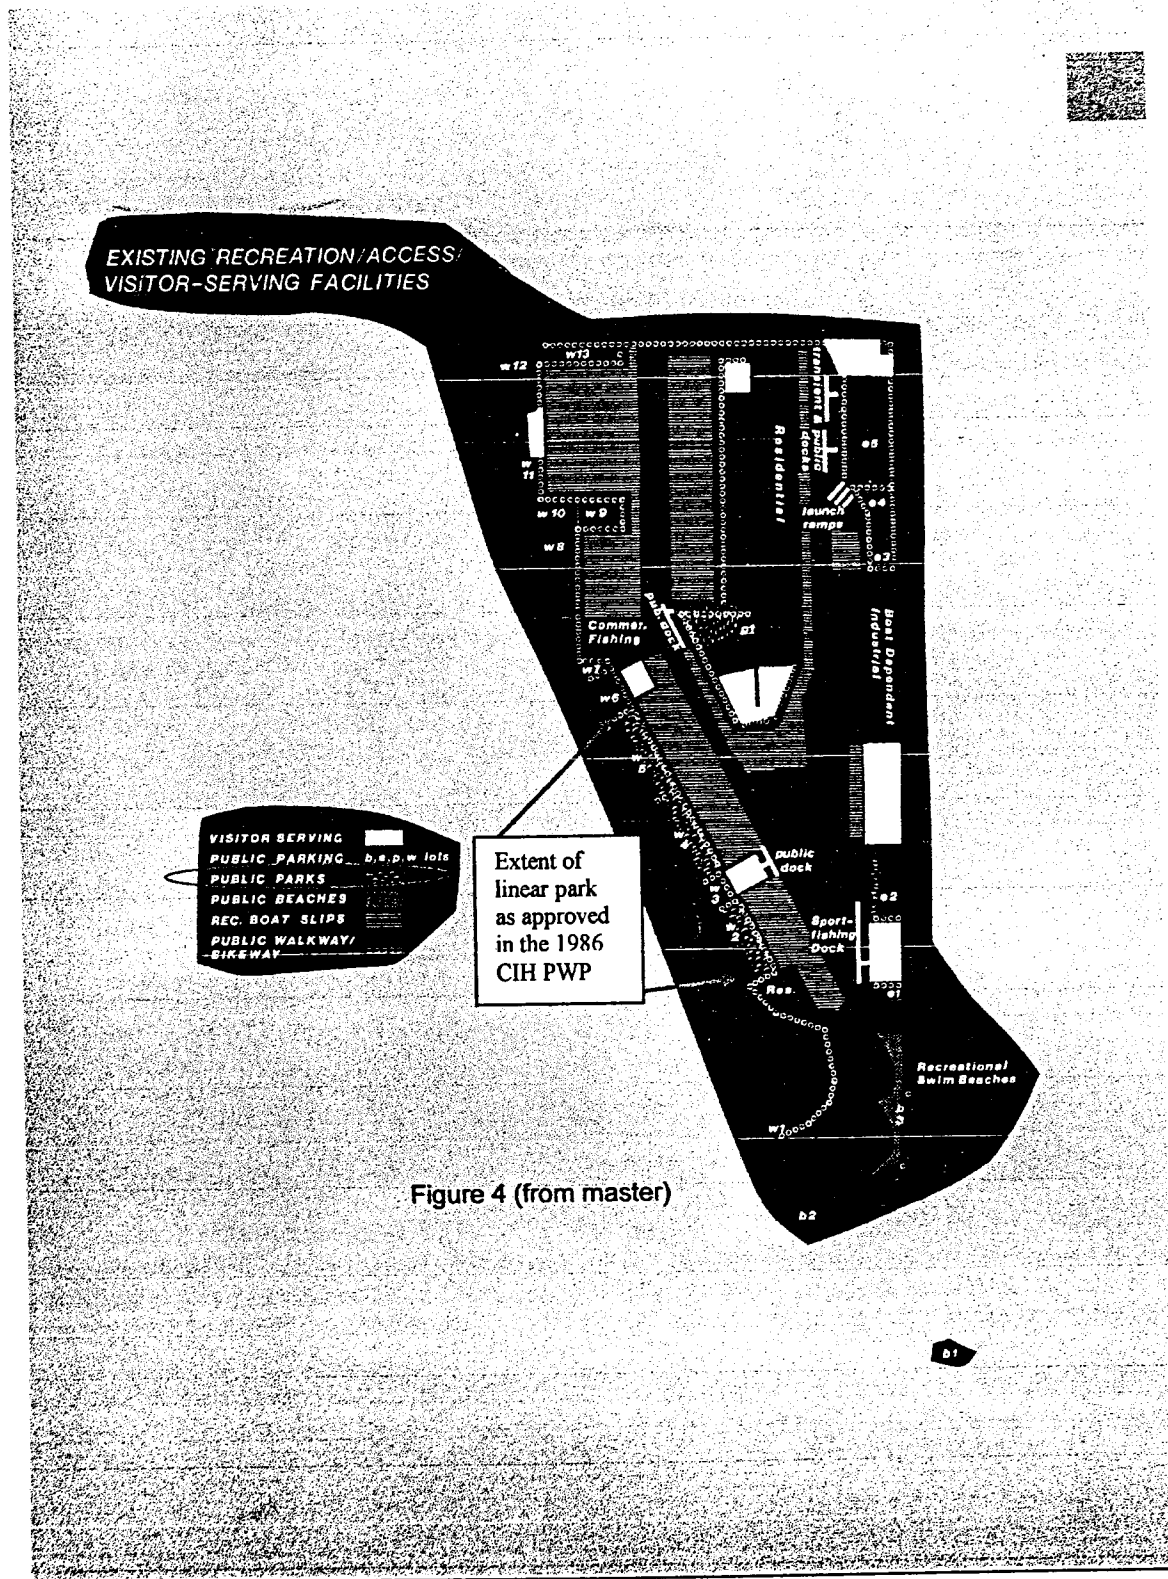 EXISTING RECREATION/ACCESS/
VISITOR-SERVING FACILITIES
w13
c
w12
w
11
w10
w9
w8
transient & public
docks
Residential
e5
launch
ramps
e4
e3
Commer.
Fishing
pub. dock
p1
Boat Dependent
Industrial
w7
w6
w
5
VISITOR SERVING
PUBLIC PARKING b,e,p,w lots
PUBLIC PARKS
PUBLIC BEACHES
REC. BOAT SLIPS
PUBLIC WALKWAY/
BIKEWAY
Extent of
linear park
as approved
in the 1986
CIH PWP
public
dock
e2
Sport-
fishing
Dock
Res.
e1
Recreational
Swim Beaches
w1
c
Figure 4 (from master)
b2
b1